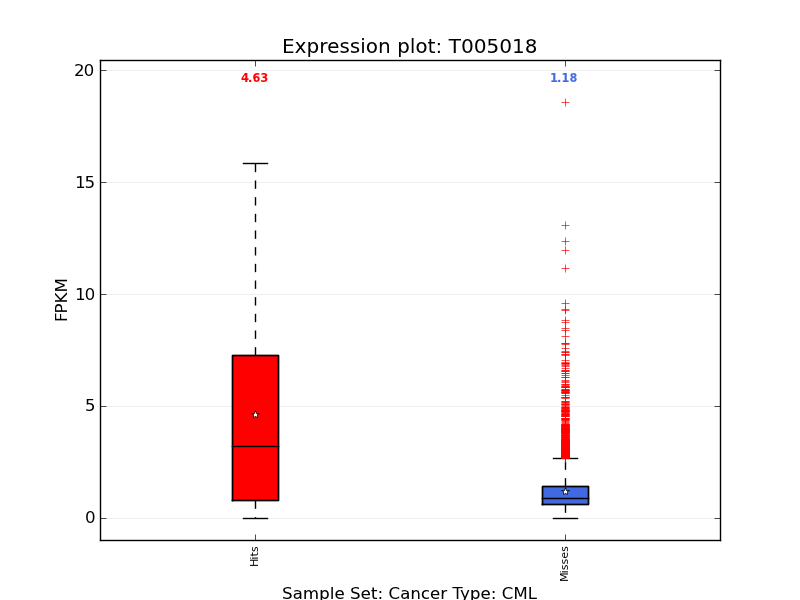 Expression plot: T005018
20
4.63
1.18
15
10
FPKM
5
0
Hits
Misses
Sample Set: Cancer Type: CML